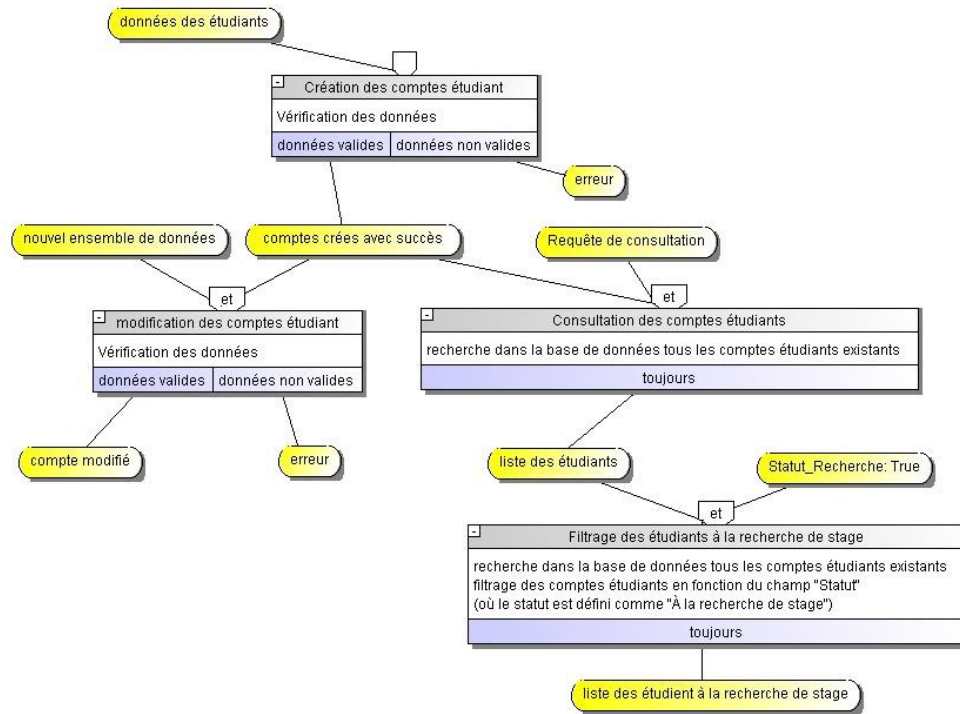 données des étudiants
-
Création des comptes étudiant
Vérification des données
données valides
données non valides
erreur
nouvel ensemble de données
comptes crées avec succès
Requête de consultation
et
et
-
modification des comptes étudiant
Vérification des données
données valides
données non valides
-
Consultation des comptes étudiants
recherche dans la base de données tous les comptes étudiants existants
toujours
compte modifié
erreur
liste des étudiants
Statut_Recherche: True
et
-
Filtrage des étudiants à la recherche de stage
recherche dans la base de données tous les comptes étudiants existants
filtrage des comptes étudiants en fonction du champ "Statut"
(où le statut est défini comme "À la recherche de stage")
toujours
liste des étudient à la recherche de stage